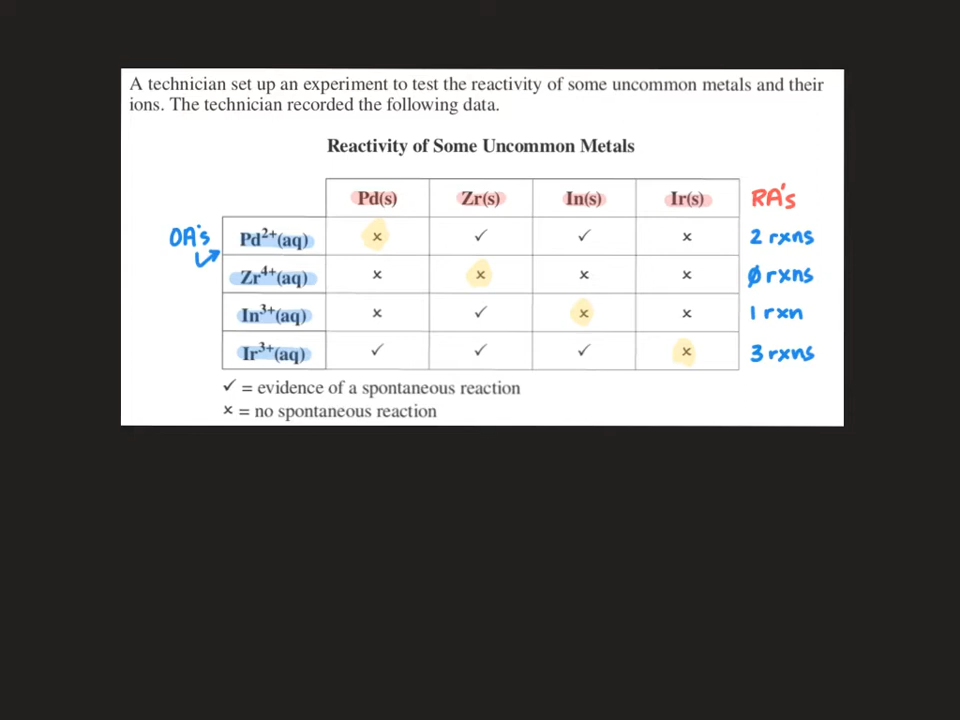 A technician set up an experiment to test the reactivity of some uncommon metals and their
ions. The technician recorded the following data.
Reactivity of Some Uncommon Metals
Pd(s) Zr(s) In(s) Ir(s) RA's
OA's Pd²⁺(aq) × ✓ ✓ × 2 rxns
Zr⁴⁺(aq) × × × × 0 rxns
In³⁺(aq) × ✓ × × 1 rxn
Ir³⁺(aq) ✓ ✓ ✓ × 3 rxns
✓ = evidence of a spontaneous reaction
× = no spontaneous reaction